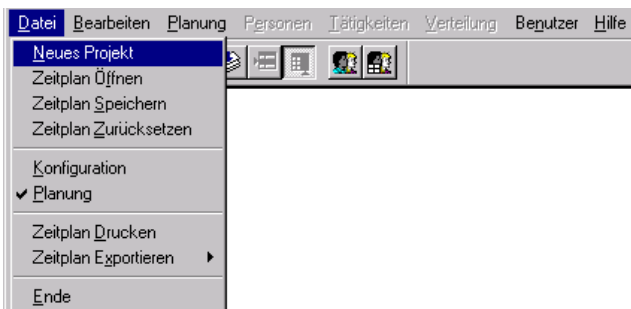 Datei Bearbeiten Planung Personen Tätigkeiten Verteilung Benutzer Hilfe
Neues Projekt
Zeitplan Öffnen
Zeitplan Speichern
Zeitplan Zurücksetzen
Konfiguration
Planung
Zeitplan Drucken
Zeitplan Exportieren
Ende